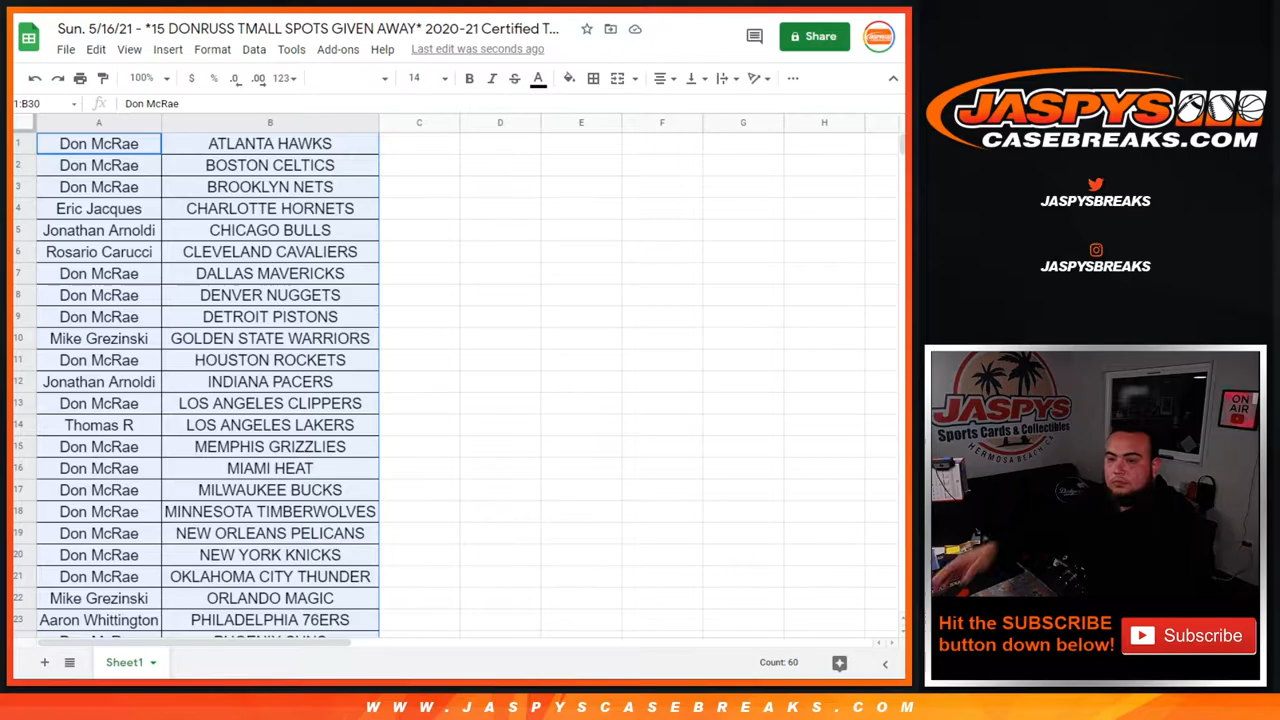 Sun. 5/16/21 - *15 DONRUSS TMALL SPOTS GIVEN AWAY* 2020-21 Certified T...
File Edit View Insert Format Data Tools Add-ons Help Last edit was seconds ago
Share
100% $ % .0 .00 123 14 B I S A
1:B30 fx Don McRae
A B C D E F G H
1 Don McRae ATLANTA HAWKS
2 Don McRae BOSTON CELTICS
3 Don McRae BROOKLYN NETS
4 Eric Jacques CHARLOTTE HORNETS
5 Jonathan Arnoldi CHICAGO BULLS
6 Rosario Carucci CLEVELAND CAVALIERS
7 Don McRae DALLAS MAVERICKS
8 Don McRae DENVER NUGGETS
9 Don McRae DETROIT PISTONS
10 Mike Grezinski GOLDEN STATE WARRIORS
11 Don McRae HOUSTON ROCKETS
12 Jonathan Arnoldi INDIANA PACERS
13 Don McRae LOS ANGELES CLIPPERS
14 Thomas R LOS ANGELES LAKERS
15 Don McRae MEMPHIS GRIZZLIES
16 Don McRae MIAMI HEAT
17 Don McRae MILWAUKEE BUCKS
18 Don McRae MINNESOTA TIMBERWOLVES
19 Don McRae NEW ORLEANS PELICANS
20 Don McRae NEW YORK KNICKS
21 Don McRae OKLAHOMA CITY THUNDER
22 Mike Grezinski ORLANDO MAGIC
23 Aaron Whittington PHILADELPHIA 76ERS
Don McRae PHOENIX SUNS
Sheet1
Count: 60
JASPYS
CASEBREAKS.COM
JASPYSBREAKS
JASPYSBREAKS
JASPYS
Sports Cards & Collectibles
HERMOSA BEACH CA
ON AIR
Hit the SUBSCRIBE
button down below!
Subscribe
WWW.JASPYSCASEBREAKS.COM